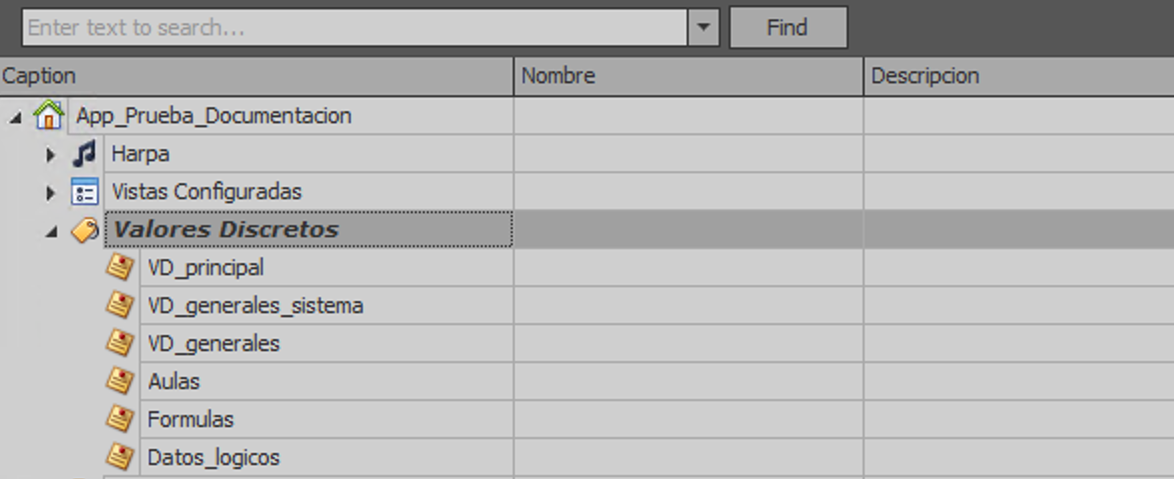 Enter text to search...
Find
Caption Nombre Descripcion
App_Prueba_Documentacion
Harpa
Vistas Configuradas
Valores Discretos
VD_principal
VD_generales_sistema
VD_generales
Aulas
Formulas
Datos_logicos